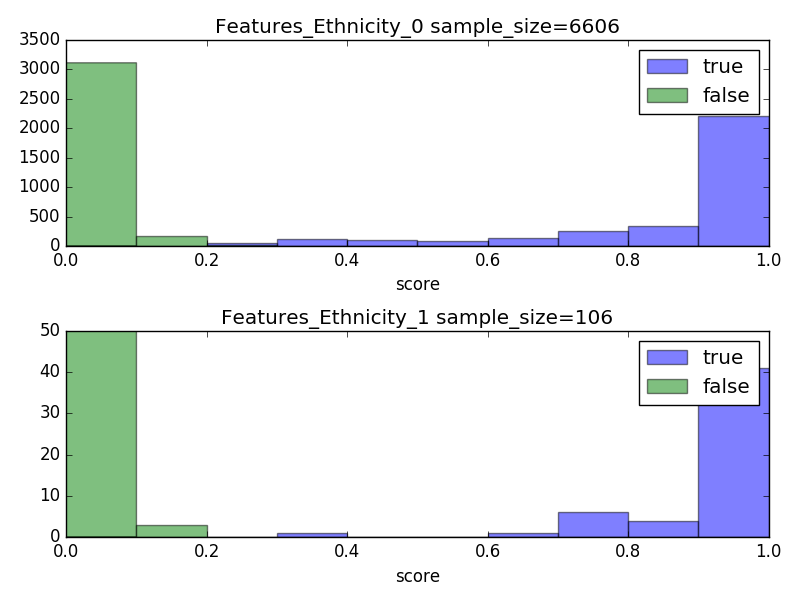 Features_Ethnicity_0 sample_size=6606
3500
3000
2500
2000
1500
1000
500
0
true
false
0.0 0.2 0.4 0.6 0.8 1.0
score
Features_Ethnicity_1 sample_size=106
50
40
30
20
10
0
true
false
0.0 0.2 0.4 0.6 0.8 1.0
score